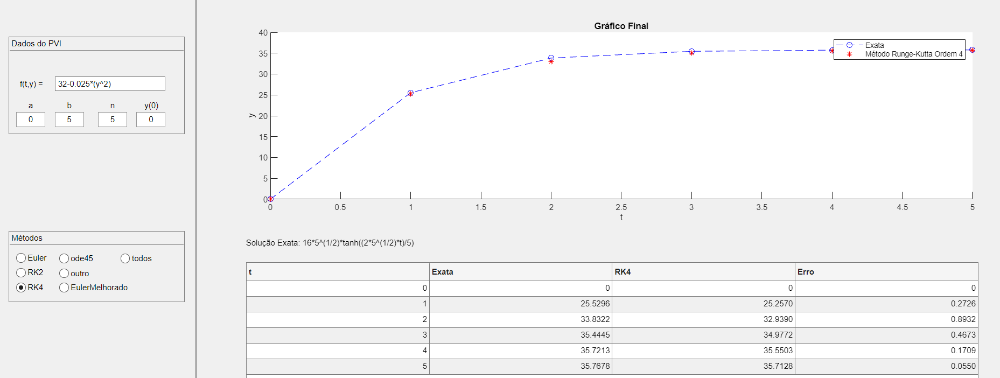 Dados do PVI
f(t,y) = 32-0.025*(y^2)
a b n y(0)
0 5 5 0
Métodos
Euler ode45 todos
RK2 outro
RK4 EulerMelhorado
Gráfico Final
40
35
30
25
20
15
10
5
0
y
0 0.5 1 1.5 2 2.5 3 3.5 4 4.5 5
t
Exata
Método Runge-Kutta Ordem 4
Solução Exata: 16*5^(1/2)*tanh((2*5^(1/2)*t)/5)
t Exata RK4 Erro
0 0 0 0
1 25.5296 25.2570 0.2726
2 33.8322 32.9390 0.8932
3 35.4445 34.9772 0.4673
4 35.7213 35.5503 0.1709
5 35.7678 35.7128 0.0550